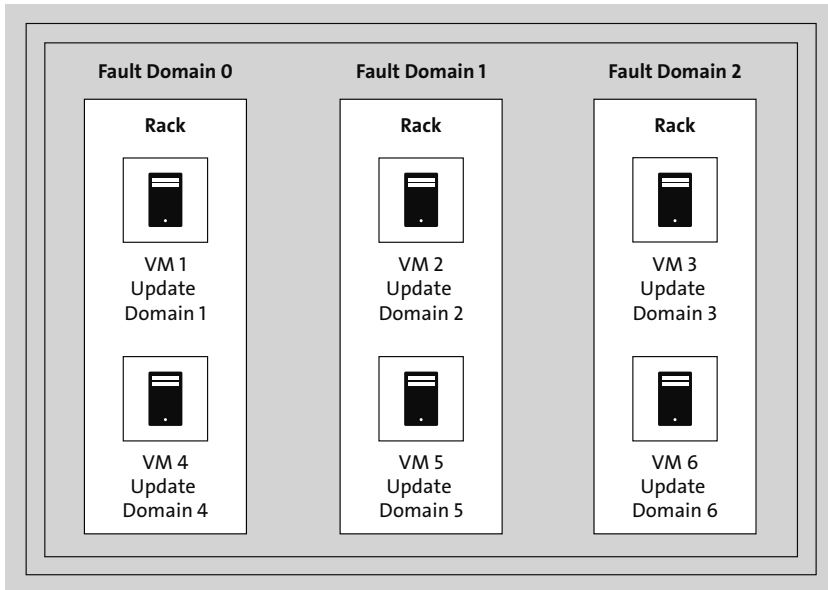 Fault Domain 0
Fault Domain 1
Fault Domain 2
Rack
Rack
Rack
VM 1
Update
Domain 1
VM 2
Update
Domain 2
VM 3
Update
Domain 3
VM 4
Update
Domain 4
VM 5
Update
Domain 5
VM 6
Update
Domain 6